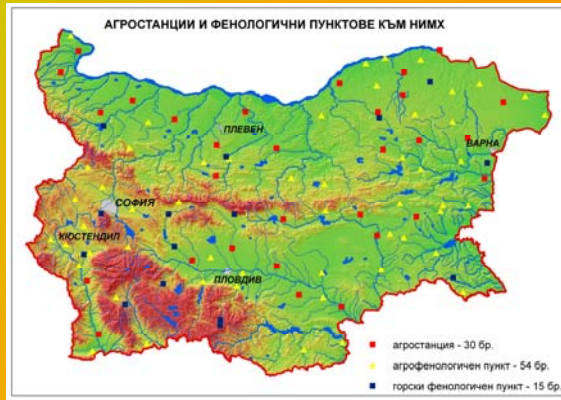 АГРОСТАНЦИИ И ФЕНОЛОГИЧНИ ПУНКТОВЕ КЪМ НИМХ
ПЛЕВЕН
ВАРНА
СОФИЯ
КЮСТЕНДИЛ
ПЛОВДИВ
агростанция - 30 бр.
агрофенологичен пункт - 54 бр.
горски фенологичен пункт - 15 бр.